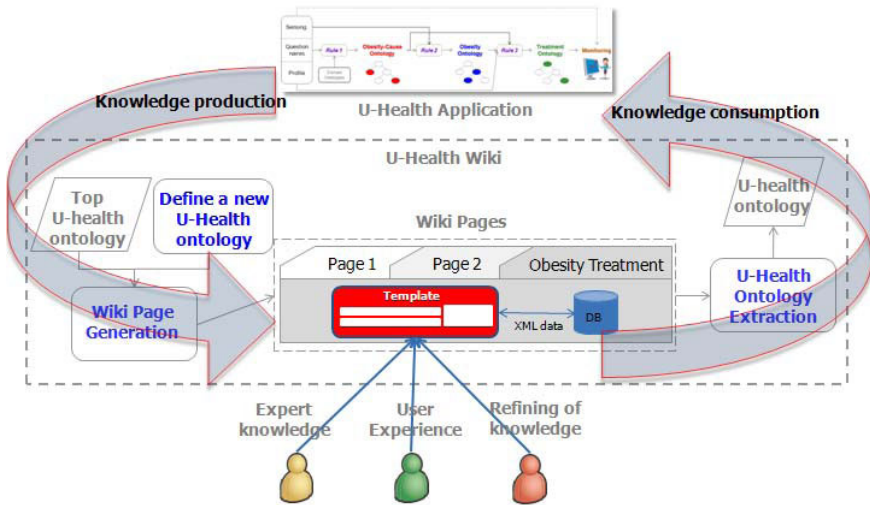 Sensing
Question names
Profile
Rule 1
Obesity-Cause Ontology
Rule 2
Obesity Ontology
Rule 3
Treatment Ontology
Monitoring
Knowledge production
U-Health Application
Knowledge consumption
U-Health Wiki
Top
U-health
ontology
Define a new
U-Health
ontology
Wiki Pages
U-health
ontology
Page 1
Page 2
Obesity Treatment
Wiki Page
Generation
Template
XML data
DB
U-Health
Ontology
Extraction
Expert
knowledge
User
Experience
Refining of
knowledge